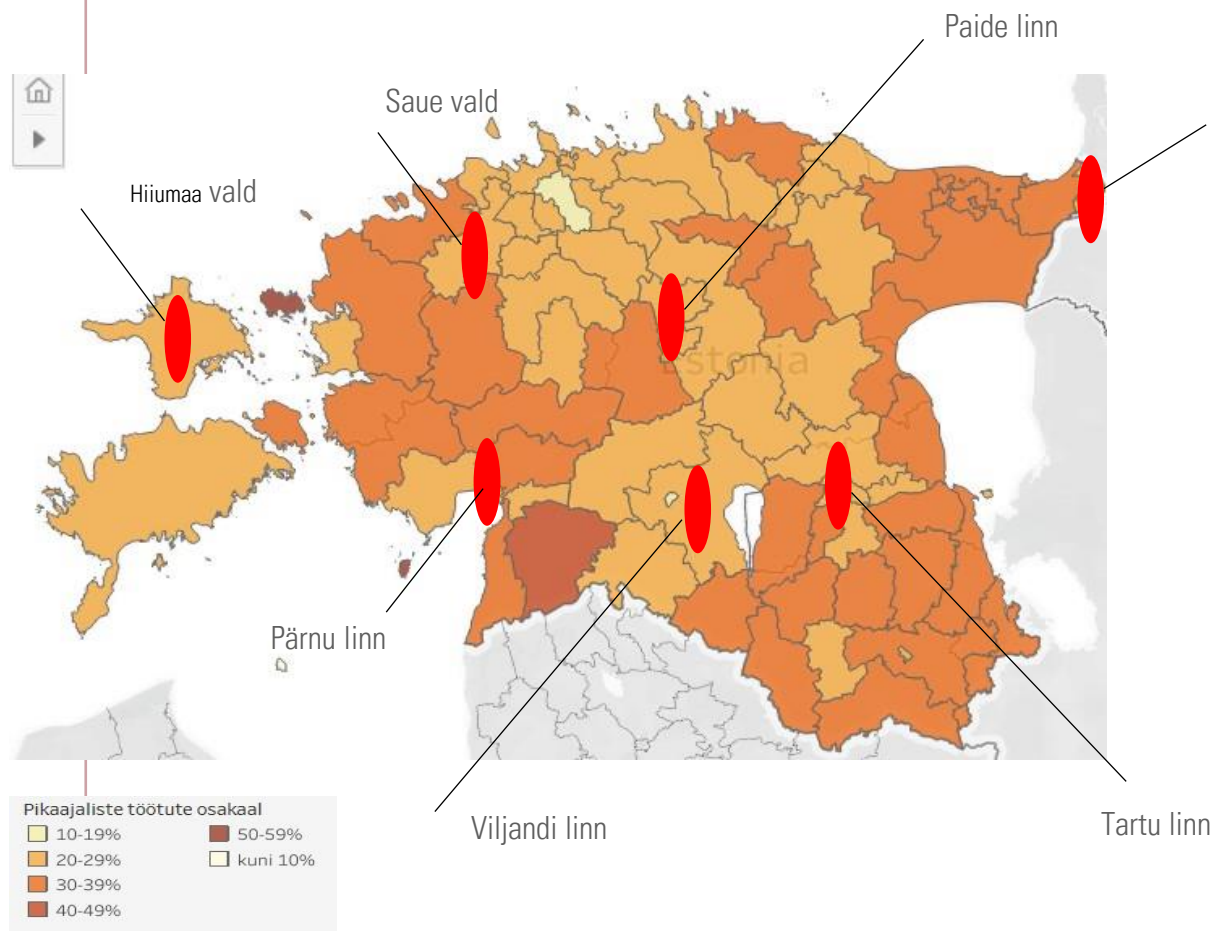 Paide linn
Saue vald
Hiiumaa vald
Estonia
Pärnu linn
Viljandi linn
Tartu linn
Pikaajaliste töötute osakaal
10-19%
50-59%
20-29%
kuni 10%
30-39%
40-49%